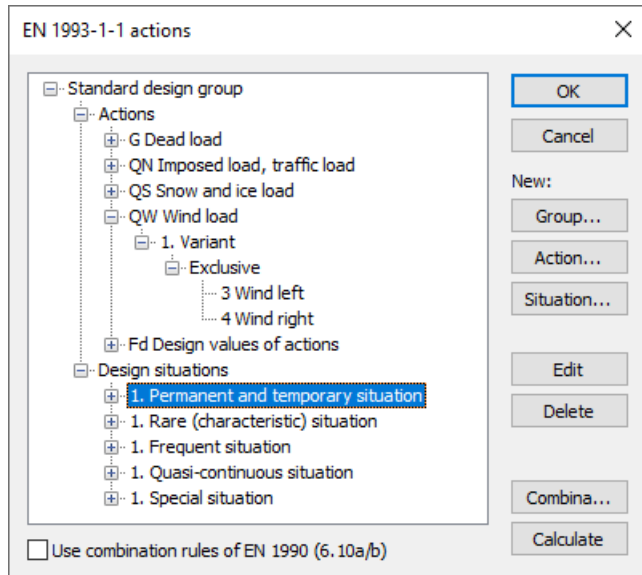 EN 1993-1-1 actions
Standard design group
Actions
G Dead load
QN Imposed load, traffic load
QS Snow and ice load
QW Wind load
1. Variant
Exclusive
3 Wind left
4 Wind right
Fd Design values of actions
Design situations
1. Permanent and temporary situation
1. Rare (characteristic) situation
1. Frequent situation
1. Quasi-continuous situation
1. Special situation
Use combination rules of EN 1990 (6.10a/b)
OK
Cancel
New:
Group...
Action...
Situation...
Edit
Delete
Combina...
Calculate